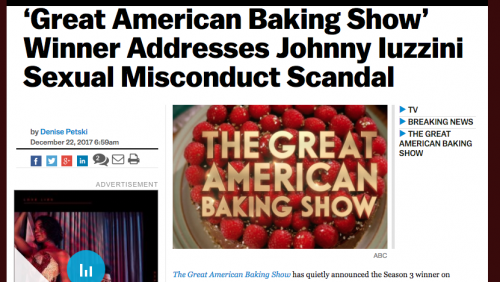 ‘Great American Baking Show’
Winner Addresses Johnny Iuzzini
Sexual Misconduct Scandal
by Denise Petski
December 22, 2017 6:59am
2
ADVERTISEMENT
THE GREAT
AMERICAN
BAKING SHOW
ABC
The Great American Baking Show has quietly announced the Season 3 winner on
TV
BREAKING NEWS
THE GREAT
AMERICAN BAKING
SHOW